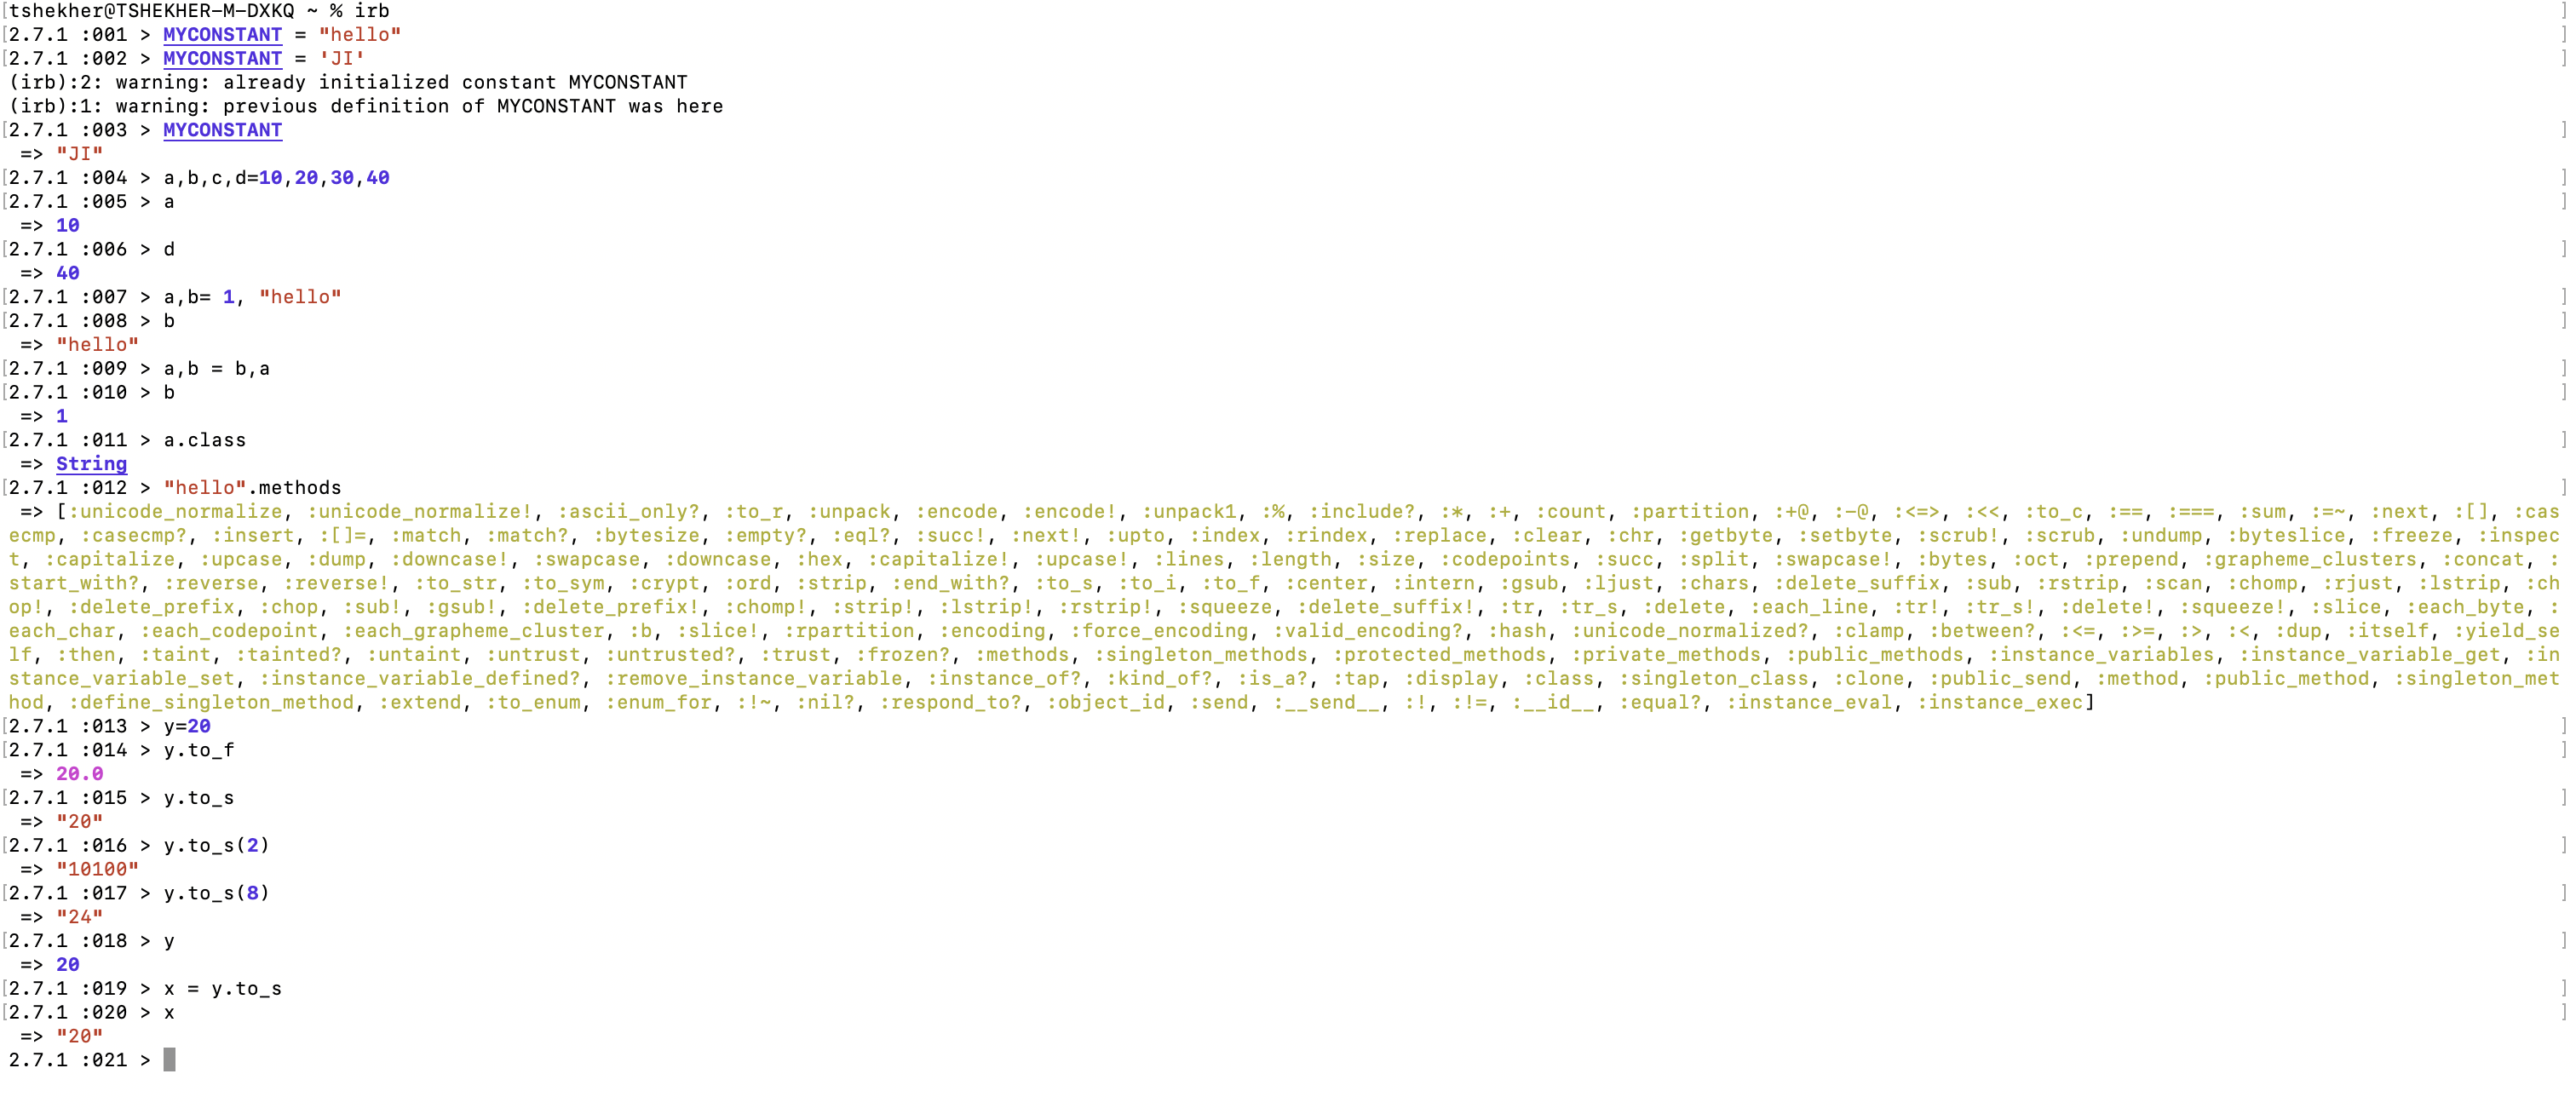 [tshekher@TSHEKHER-M-DXKQ ~ % irb ]
[2.7.1 :001 > MYCONSTANT = "hello" ]
[2.7.1 :002 > MYCONSTANT = 'JI' ]
(irb):2: warning: already initialized constant MYCONSTANT
(irb):1: warning: previous definition of MYCONSTANT was here
[2.7.1 :003 > MYCONSTANT ]
=> "JI"
[2.7.1 :004 > a,b,c,d=10,20,30,40 ]
[2.7.1 :005 > a ]
=> 10
[2.7.1 :006 > d ]
=> 40
[2.7.1 :007 > a,b= 1, "hello" ]
[2.7.1 :008 > b ]
=> "hello"
[2.7.1 :009 > a,b = b,a ]
[2.7.1 :010 > b ]
=> 1
[2.7.1 :011 > a.class ]
=> String
[2.7.1 :012 > "hello".methods ]
=> [:unicode_normalize, :unicode_normalize!, :ascii_only?, :to_r, :unpack, :encode, :encode!, :unpack1, :%, :include?, :*, :+, :count, :partition, :+@, :-@, :<=>, :<<, :to_c, :==, :===, :sum, :=~, :next, :[], :cas
ecmp, :casecmp?, :insert, :[]=, :match, :match?, :bytesize, :empty?, :eql?, :succ!, :next!, :upto, :index, :rindex, :replace, :clear, :chr, :getbyte, :setbyte, :scrub!, :scrub, :undump, :byteslice, :freeze, :inspec
t, :capitalize, :upcase, :dump, :downcase!, :swapcase, :downcase, :hex, :capitalize!, :upcase!, :lines, :length, :size, :codepoints, :succ, :split, :swapcase!, :bytes, :oct, :prepend, :grapheme_clusters, :concat, :
start_with?, :reverse, :reverse!, :to_str, :to_sym, :crypt, :ord, :strip, :end_with?, :to_s, :to_i, :to_f, :center, :intern, :gsub, :ljust, :chars, :delete_suffix, :sub, :rstrip, :scan, :chomp, :rjust, :lstrip, :ch
op!, :delete_prefix, :chop, :sub!, :gsub!, :delete_prefix!, :chomp!, :strip!, :lstrip!, :rstrip!, :squeeze, :delete_suffix!, :tr, :tr_s, :delete, :each_line, :tr!, :tr_s!, :delete!, :squeeze!, :slice, :each_byte, :
each_char, :each_codepoint, :each_grapheme_cluster, :b, :slice!, :rpartition, :encoding, :force_encoding, :valid_encoding?, :hash, :unicode_normalized?, :clamp, :between?, :<=, :>=, :>, :<, :dup, :itself, :yield_se
lf, :then, :taint, :tainted?, :untaint, :untrust, :untrusted?, :trust, :frozen?, :methods, :singleton_methods, :protected_methods, :private_methods, :public_methods, :instance_variables, :instance_variable_get, :in
stance_variable_set, :instance_variable_defined?, :remove_instance_variable, :instance_of?, :kind_of?, :is_a?, :tap, :display, :class, :singleton_class, :clone, :public_send, :method, :public_method, :singleton_met
hod, :define_singleton_method, :extend, :to_enum, :enum_for, :!~, :nil?, :respond_to?, :object_id, :send, :__send__, :!, :!=, :__id__, :equal?, :instance_eval, :instance_exec]
[2.7.1 :013 > y=20 ]
[2.7.1 :014 > y.to_f ]
=> 20.0
[2.7.1 :015 > y.to_s ]
=> "20"
[2.7.1 :016 > y.to_s(2) ]
=> "10100"
[2.7.1 :017 > y.to_s(8) ]
=> "24"
[2.7.1 :018 > y ]
=> 20
[2.7.1 :019 > x = y.to_s ]
[2.7.1 :020 > x ]
=> "20"
2.7.1 :021 >